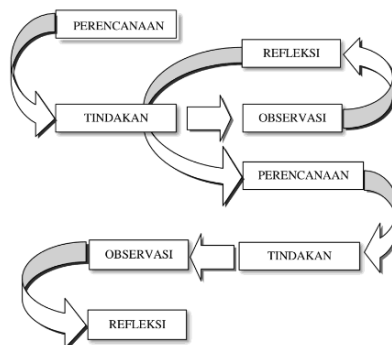 PERENCANAAN
REFLEKSI
TINDAKAN
OBSERVASI
PERENCANAAN
OBSERVASI
TINDAKAN
REFLEKSI